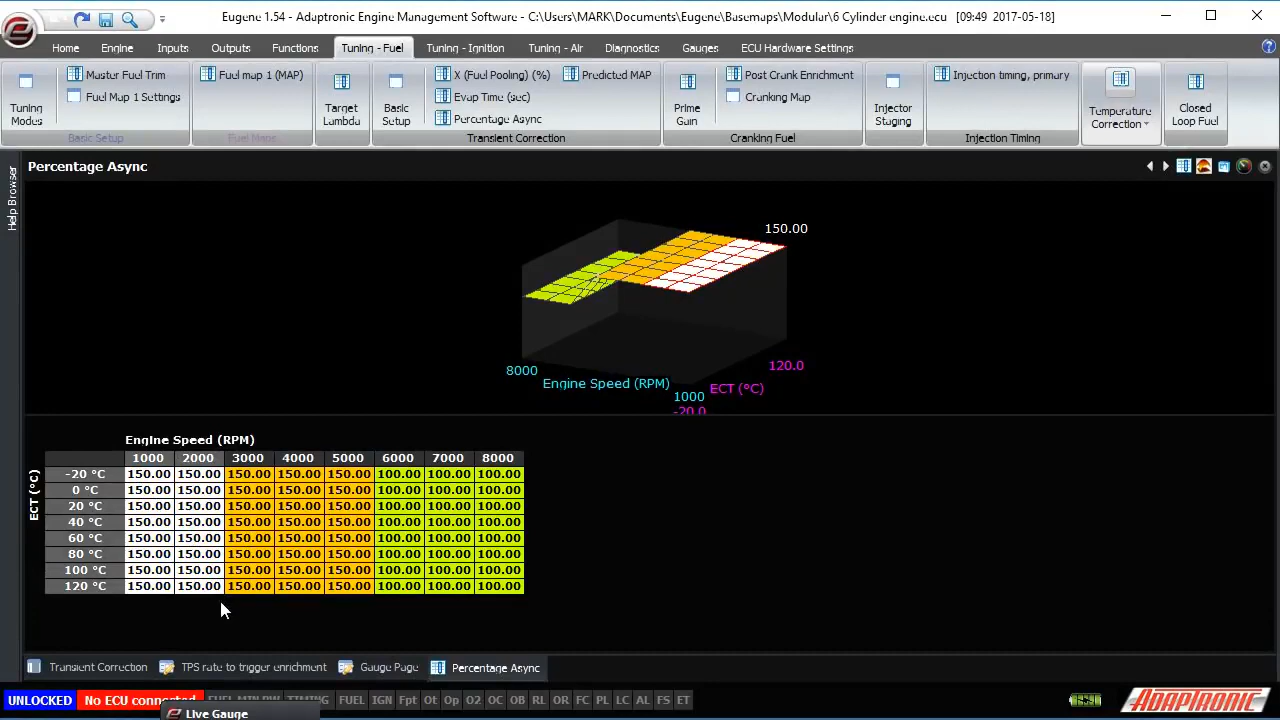 Eugene 1.54 - Adaptronic Engine Management Software - C:\Users\MARK\Documents\Eugene\Basemaps\Modular\6 Cylinder engine.ecu [09:49 2017-05-18]
Home Engine Inputs Outputs Functions Tuning - Fuel Tuning - Ignition Tuning - Air Diagnostics Gauges ECU Hardware Settings
Tuning Modes
Master Fuel Trim
Fuel Map 1 Settings
Basic Setup
Fuel map 1 (MAP)
Fuel Maps
Target Lambda
Basic Setup
X (Fuel Pooling) (%)
Evap Time (sec)
Percentage Async
Predicted MAP
Transient Correction
Prime Gain
Post Crank Enrichment
Cranking Map
Cranking Fuel
Injector Staging
Injection timing, primary
Injection Timing
Temperature Correction
Closed Loop Fuel
Help Browser
Percentage Async
150.00
8000
Engine Speed (RPM)
1000
-20.0
ECT (°C)
120.0
Engine Speed (RPM)
ECT (°C)
1000 2000 3000 4000 5000 6000 7000 8000
-20 °C 150.00 150.00 150.00 150.00 150.00 100.00 100.00 100.00
0 °C 150.00 150.00 150.00 150.00 150.00 100.00 100.00 100.00
20 °C 150.00 150.00 150.00 150.00 150.00 100.00 100.00 100.00
40 °C 150.00 150.00 150.00 150.00 150.00 100.00 100.00 100.00
60 °C 150.00 150.00 150.00 150.00 150.00 100.00 100.00 100.00
80 °C 150.00 150.00 150.00 150.00 150.00 100.00 100.00 100.00
100 °C 150.00 150.00 150.00 150.00 150.00 100.00 100.00 100.00
120 °C 150.00 150.00 150.00 150.00 150.00 100.00 100.00 100.00
Transient Correction TPS rate to trigger enrichment Gauge Page Percentage Async
UNLOCKED No ECU connected FUEL MIN PW TIMING FUEL IGN Fpt Ot Op O2 OC OB RL OR FC PL LC AL FS ET ADAPTRONIC
Live Gauge